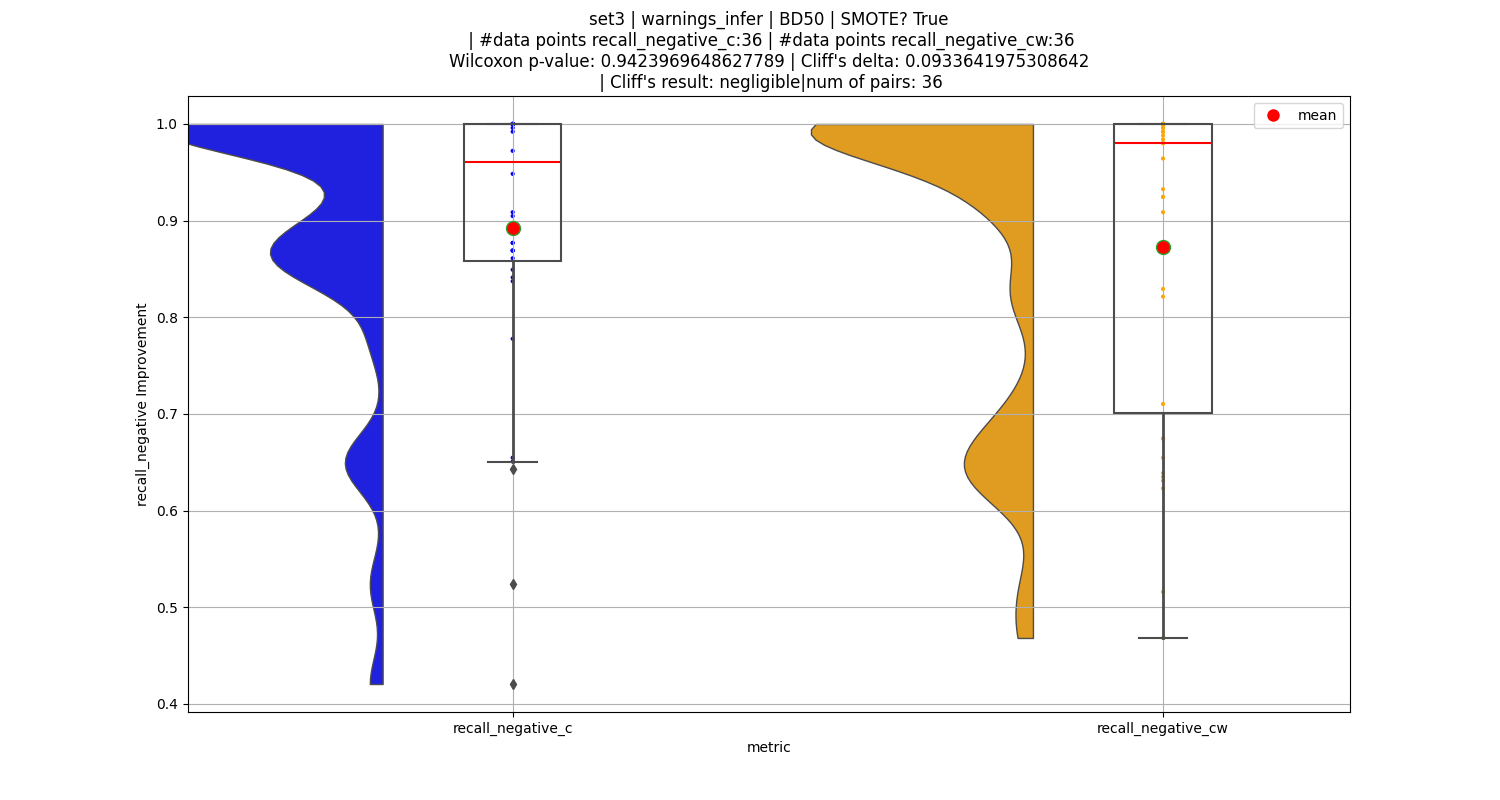 set3 | warnings_infer | BD50 | SMOTE? True
| #data points recall_negative_c:36 | #data points recall_negative_cw:36
Wilcoxon p-value: 0.9423969648627789 | Cliff's delta: 0.0933641975308642
| Cliff's result: negligible|num of pairs: 36
mean
1.0
0.9
0.8
0.7
0.6
0.5
0.4
recall_negative Improvement
recall_negative_c
recall_negative_cw
metric